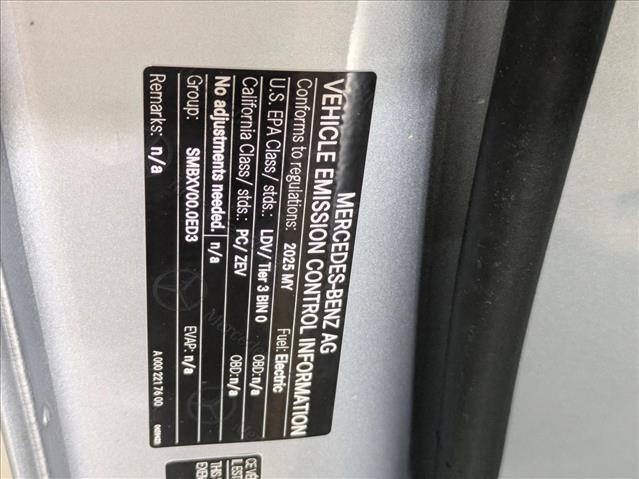 MERCEDES-BENZ AG
VEHICLE EMISSION CONTROL INFORMATION
Conforms to regulations: 2025 MY Fuel: Electric
U.S. EPA Class/ stds.: LDV/ Tier 3 BIN 0 OBD: n/a
California Class/ stds.: PC/ ZEV OBD: n/a
No adjustments needed. n/a
Group: SMBXV00.0ED3 EVAP: n/a
Remarks: n/a
A 000 221 76 00